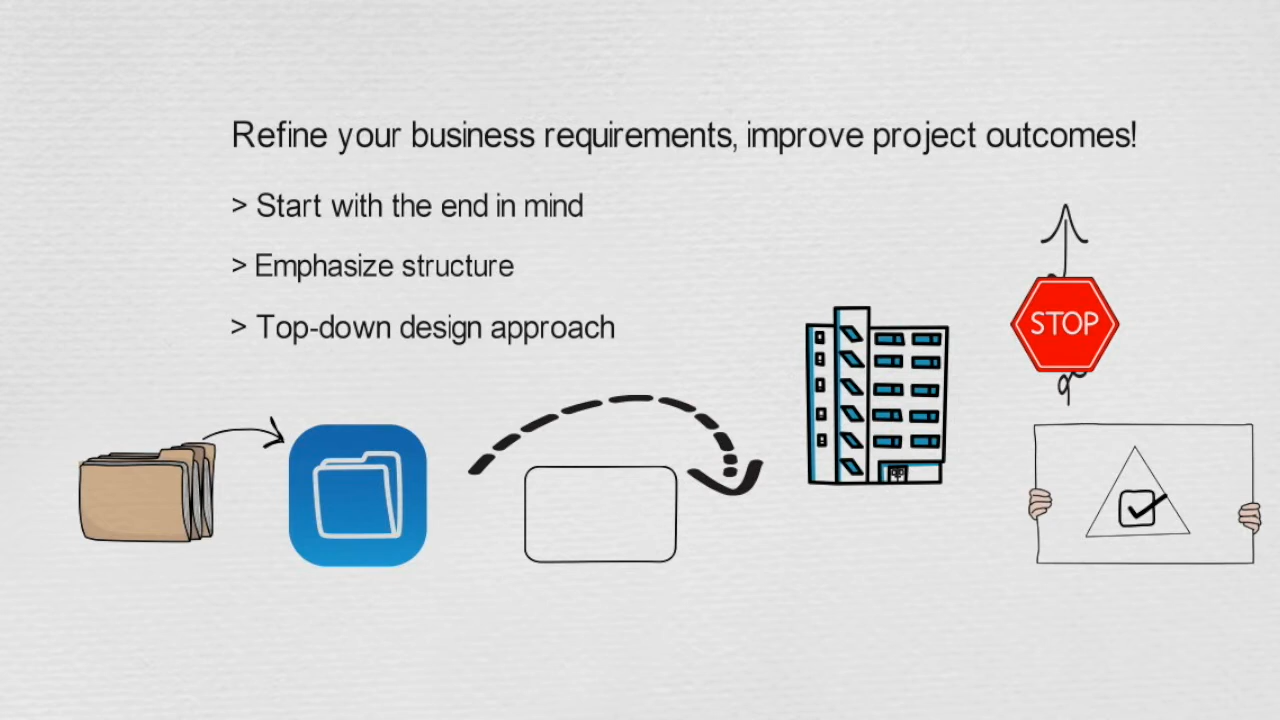 Refine your business requirements, improve project outcomes!
> Start with the end in mind
> Emphasize structure
> Top-down design approach
STOP